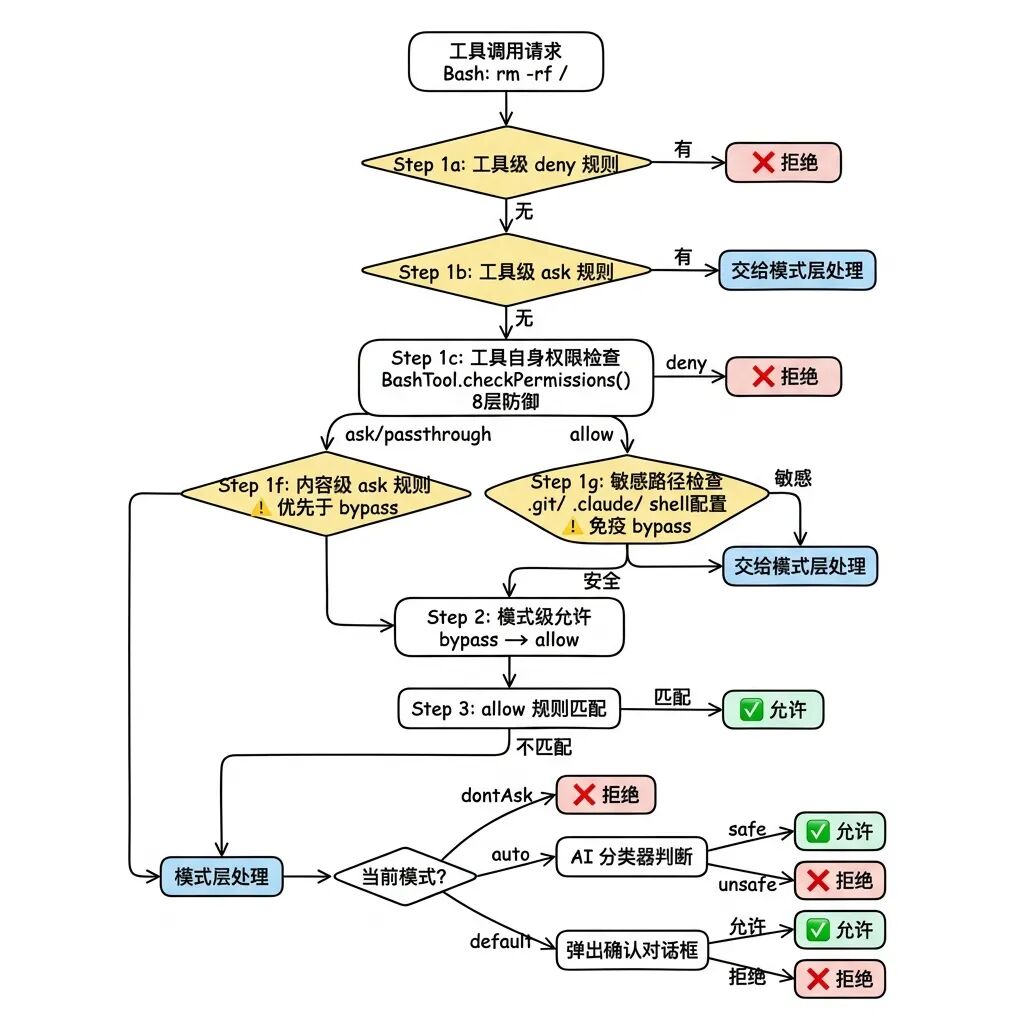 工具调用请求
Bash: rm -rf /
Step 1a: 工具级 deny 规则
有
❌ 拒绝
无
Step 1b: 工具级 ask 规则
有
交给模式层处理
无
Step 1c: 工具自身权限检查
BashTool.checkPermissions()
8层防御
deny
❌ 拒绝
ask/passthrough
allow
Step 1f: 内容级 ask 规则
⚠️ 优先于 bypass
Step 1g: 敏感路径检查
.git/ .claude/ shell配置
⚠️ 免疫 bypass
敏感
交给模式层处理
安全
Step 2: 模式级允许
bypass → allow
Step 3: allow 规则匹配
匹配
✅ 允许
不匹配
模式层处理
当前模式?
dontAsk
❌ 拒绝
auto
AI 分类器判断
safe
✅ 允许
unsafe
❌ 拒绝
default
弹出确认对话框
允许
✅ 允许
拒绝
❌ 拒绝